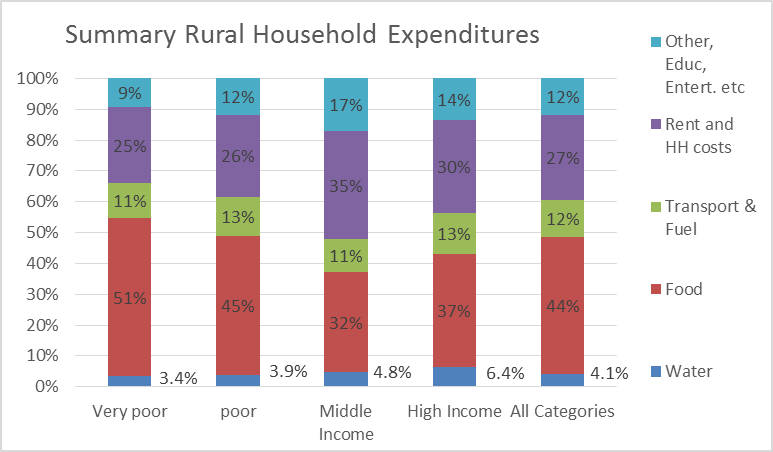 Summary Rural Household Expenditures
Other,
Educ,
Entert. etc
Rent and
HH costs
Transport &
Fuel
Food
Water
100%
90%
80%
70%
60%
50%
40%
30%
20%
10%
0%
9%
12%
17%
14%
12%
25%
26%
35%
30%
27%
11%
13%
11%
13%
12%
51%
45%
32%
37%
44%
3.4%
3.9%
4.8%
6.4%
4.1%
Very poor
poor
Middle
Income
High Income
All Categories